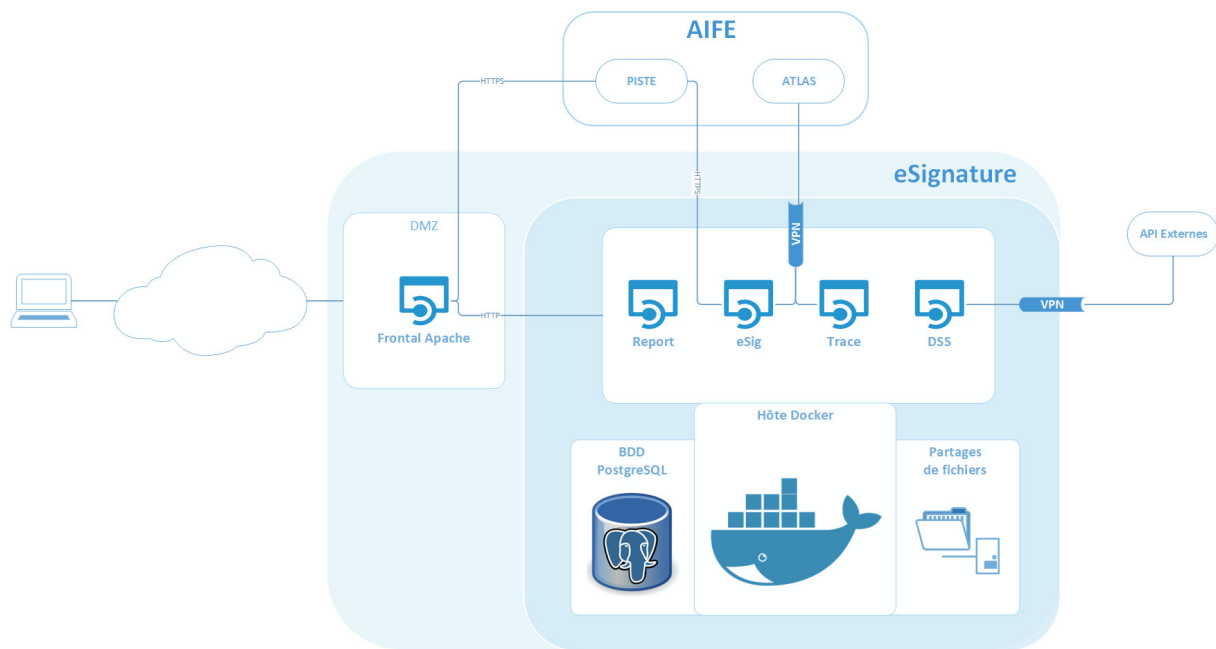 AIFE
PISTE
ATLAS
HTTPS
HTTPS
eSignature
DMZ
VPN
API Externes
Frontal Apache
HTTP
Report
eSig
Trace
DSS
VPN
Hôte Docker
BDD
PostgreSQL
Partages
de fichiers